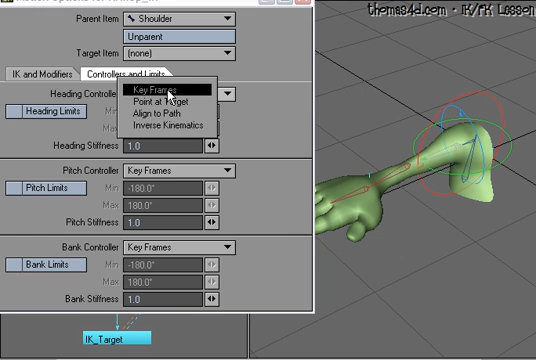 thomas4d.com - IK/FK Lesson
Parent Item Shoulder
Unparent
Target Item (none)
IK and Modifiers Controllers and Limits
Heading Controller
Key Frames
Point at Target
Align to Path
Inverse Kinematics
Heading Limits
Heading Stiffness 1.0
Pitch Controller Key Frames
Pitch Limits Min -180.0°
Max 180.0°
Pitch Stiffness 1.0
Bank Controller Key Frames
Bank Limits Min -180.0°
Max 180.0°
Bank Stiffness 1.0
IK_Target